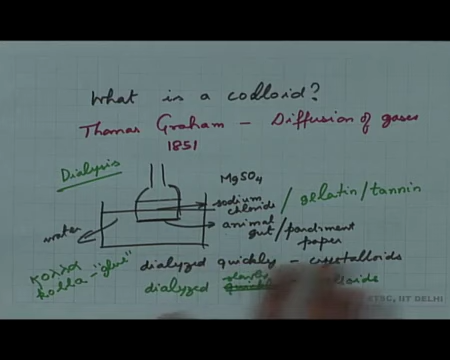 What is a colloid?
Thomas Graham – Diffusion of gases
1851
Dialysis
MgSO4
sodium chloride / gelatin / tannin
water
animal gut / parchment paper
κολλα
kolla – "glue"
dialyzed quickly – crystalloids
dialyzed slowly
ETSC, IIT DELHI